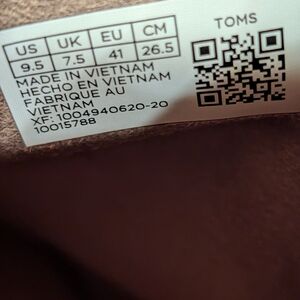 US UK EU CM
9.5 7.5 41 26.5
TOMS
MADE IN VIETNAM
HECHO EN VIETNAM
FABRIQUE AU
VIETNAM
XF: 1004940620-20
10015788